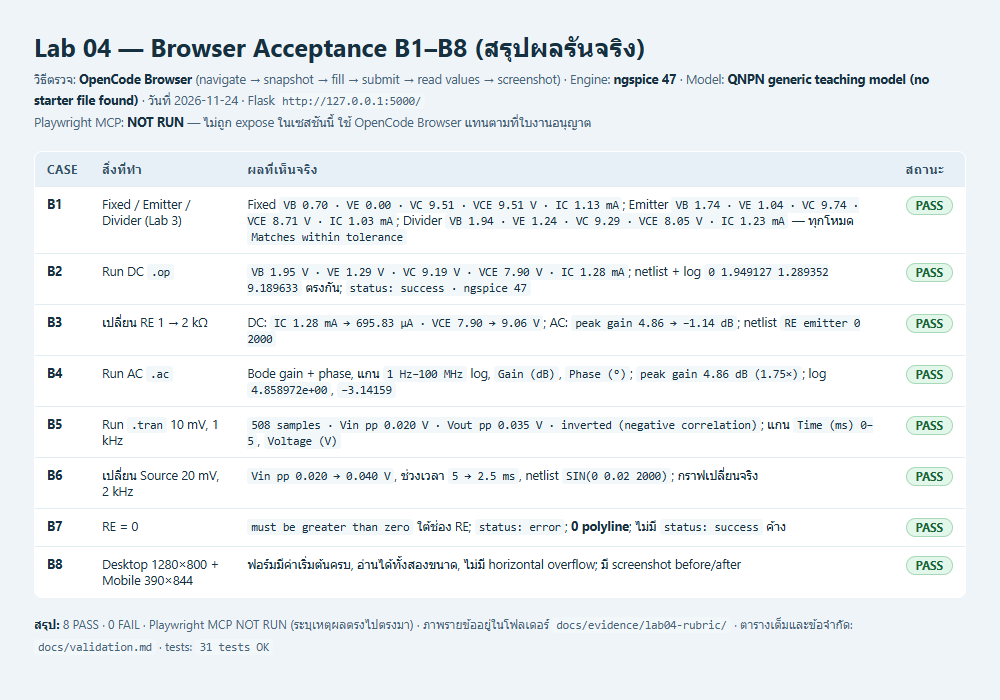 Lab 04 — Browser Acceptance B1–B8 (สรุปผลรันจริง)
วิธีตรวจ: OpenCode Browser (navigate → snapshot → fill → submit → read values → screenshot) · Engine: ngspice 47 · Model: QNPN generic teaching model (no
starter file found) · วันที่ 2026-11-24 · Flask http://127.0.0.1:5000/
Playwright MCP: NOT RUN — ไม่ถูก expose ในเซสชันนี้ ใช้ OpenCode Browser แทนตามที่ใบงานอนุญาต
CASE สิ่งที่ทำ ผลที่เห็นจริง สถานะ
B1 Fixed / Emitter / Fixed VB 0.70 · VE 0.00 · VC 9.51 · VCE 9.51 V · IC 1.13 mA ; Emitter VB 1.74 · VE 1.04 · VC 9.74 · PASS
Divider (Lab 3) VCE 8.71 V · IC 1.03 mA ; Divider VB 1.94 · VE 1.24 · VC 9.29 · VCE 8.05 V · IC 1.23 mA — ทุกโหมด
Matches within tolerance
B2 Run DC .op VB 1.95 V · VE 1.29 V · VC 9.19 V · VCE 7.90 V · IC 1.28 mA ; netlist + log 0 1.949127 1.289352 PASS
9.189633 ตรงกัน; status: success · ngspice 47
B3 เปลี่ยน RE 1 → 2 kΩ DC: IC 1.28 mA → 695.83 µA · VCE 7.90 → 9.06 V ; AC: peak gain 4.86 → −1.14 dB ; netlist RE emitter 0 PASS
2000
B4 Run AC .ac Bode gain + phase, แกน 1 Hz–100 MHz log, Gain (dB) , Phase (°) ; peak gain 4.86 dB (1.75×) ; log PASS
4.858972e+00 , −3.14159
B5 Run .tran 10 mV, 1 508 samples · Vin pp 0.020 V · Vout pp 0.035 V · inverted (negative correlation) ; แกน Time (ms) 0– PASS
kHz 5 , Voltage (V)
B6 เปลี่ยน Source 20 mV, Vin pp 0.020 → 0.040 V , ช่วงเวลา 5 → 2.5 ms , netlist SIN(0 0.02 2000) ; กราฟเปลี่ยนจริง PASS
2 kHz
B7 RE = 0 must be greater than zero ใต้ช่อง RE; status: error ; 0 polyline; ไม่มี status: success ค้าง PASS
B8 Desktop 1280×800 + ฟอร์มมีค่าเริ่มต้นครบ, อ่านได้ทั้งสองขนาด, ไม่มี horizontal overflow; มี screenshot before/after PASS
Mobile 390×844
สรุป: 8 PASS · 0 FAIL · Playwright MCP NOT RUN (ระบุเหตุผลตรงไปตรงมา) · ภาพรายข้ออยู่ในโฟลเดอร์ docs/evidence/lab04-rubric/ · ตารางเต็มและข้อจำกัด:
docs/validation.md · tests: 31 tests OK